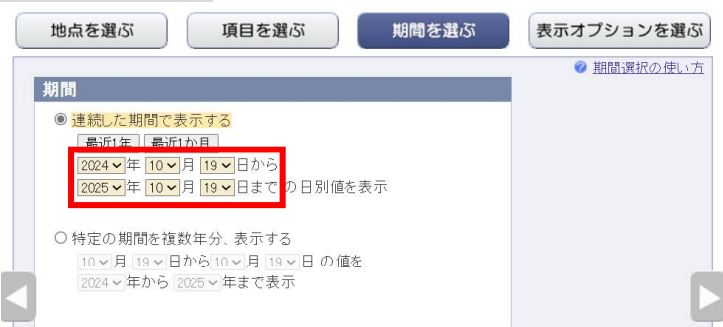 地点を選ぶ 項目を選ぶ 期間を選ぶ 表示オプションを選ぶ
期間選択の使い方
期間
連続した期間で表示する
最近1年 最近1か月
2024年 10月 19日から
2025年 10月 19日まで の日別値を表示
特定の期間を複数年分、表示する
10月 19日から10月 19日 の値を
2024年から 2025年まで表示